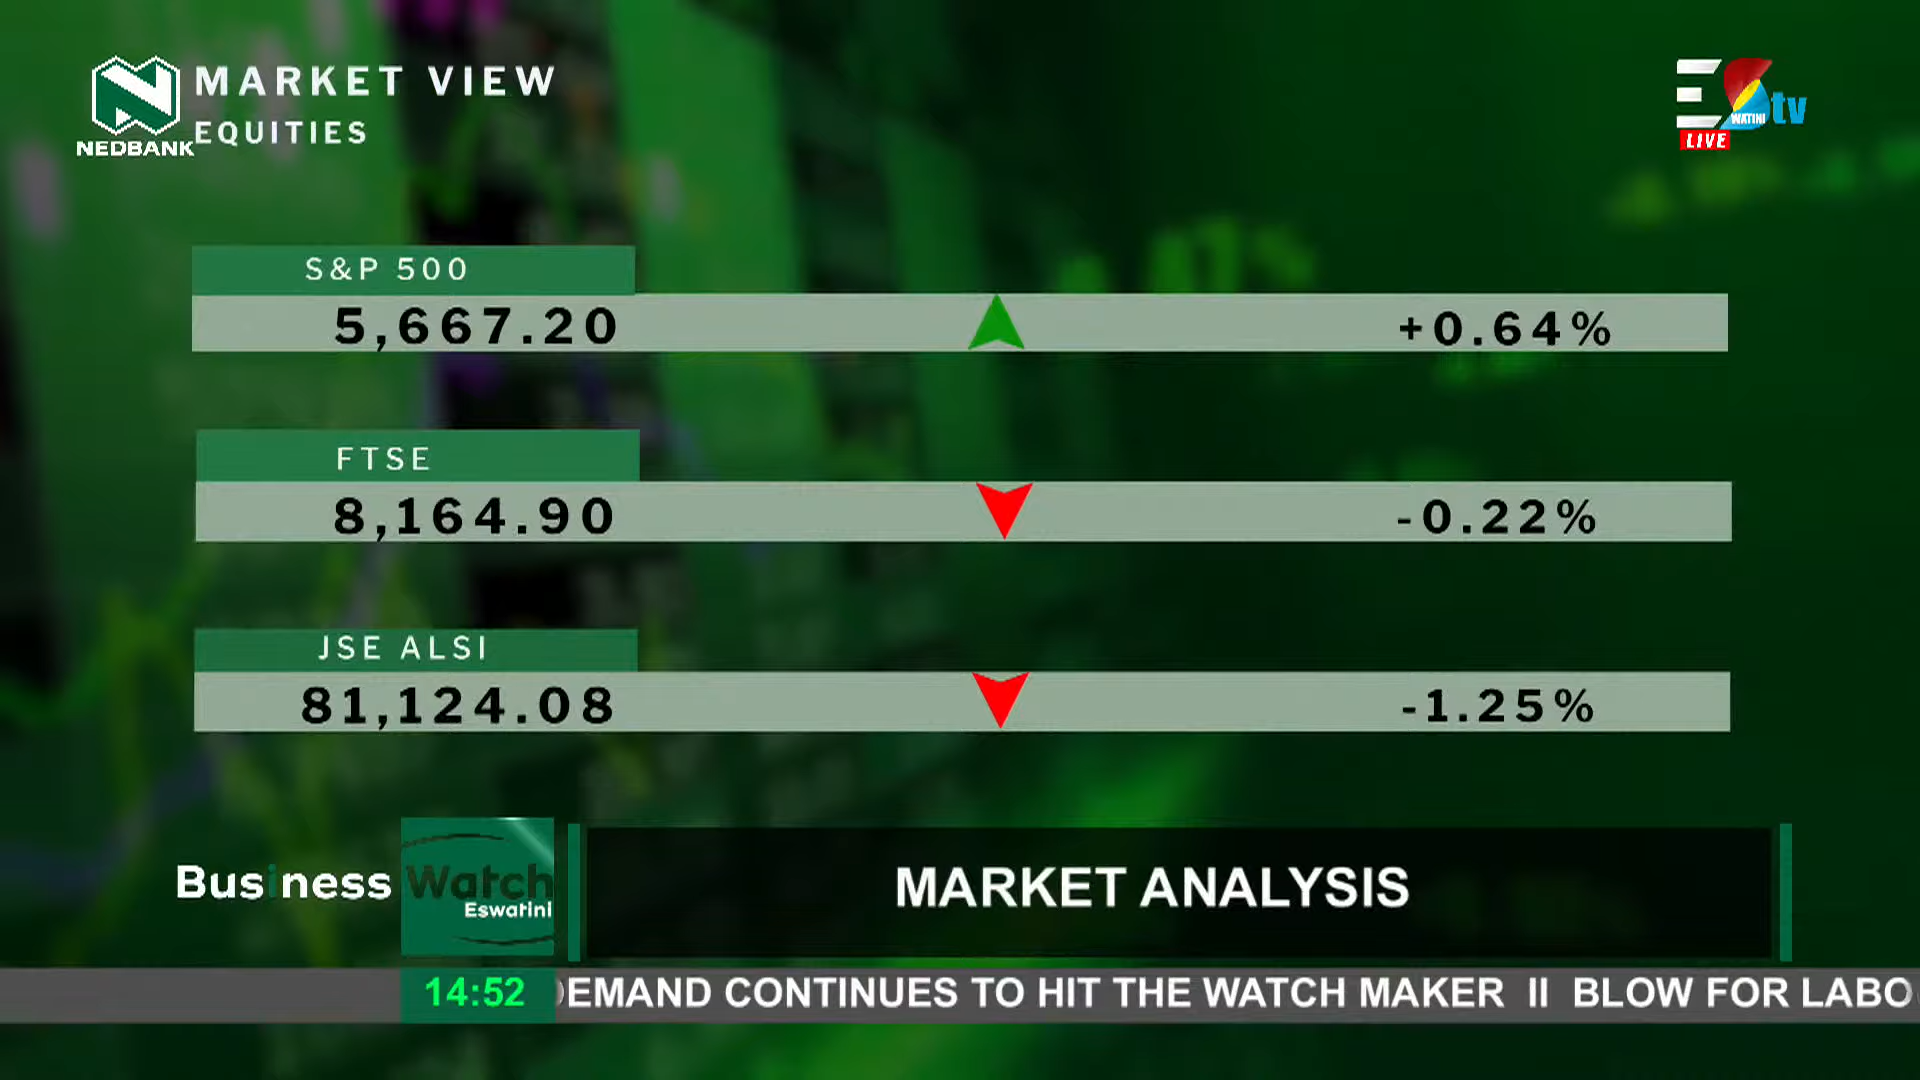 MARKET VIEW
EQUITIES
NEDBANK
E
WATINI tv
LIVE
S&P 500
5,667.20 +0.64%
FTSE
8,164.90 -0.22%
JSE ALSI
81,124.08 -1.25%
Business Watch
Eswatini
MARKET ANALYSIS
14:52 EMAND CONTINUES TO HIT THE WATCH MAKER II BLOW FOR LABO